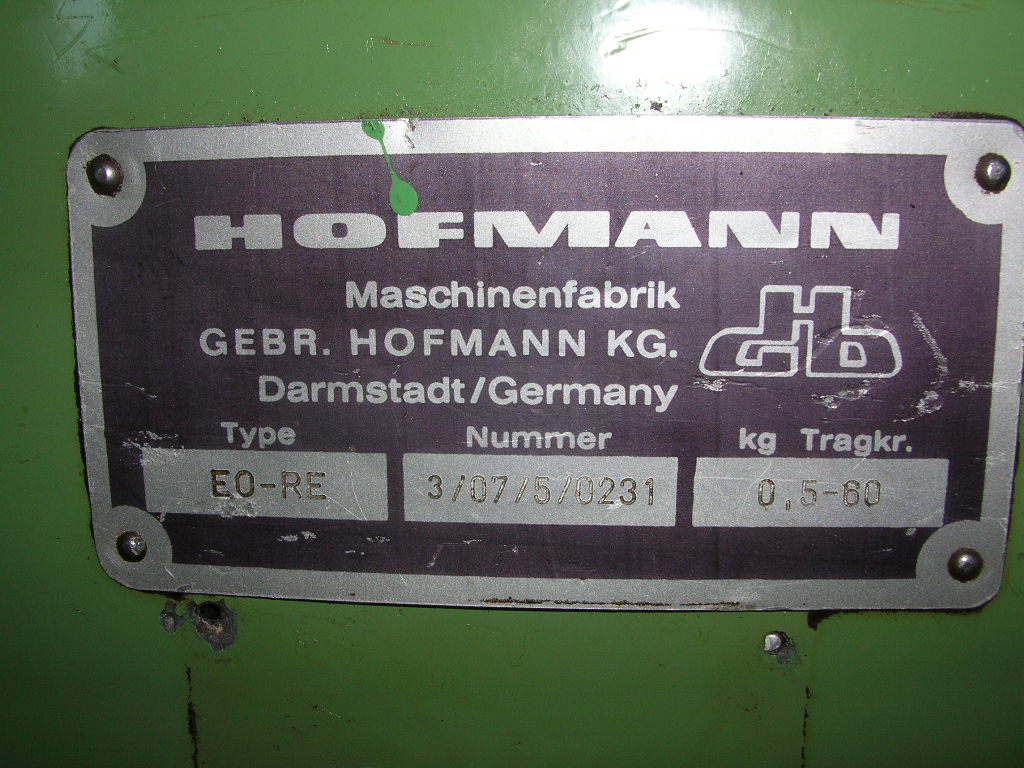 HOFMANN
Maschinenfabrik
GEBR. HOFMANN KG.
Darmstadt/Germany
GHb
Type Nummer kg Tragkr.
EO-RE 3/07/5/0231 0,5-60